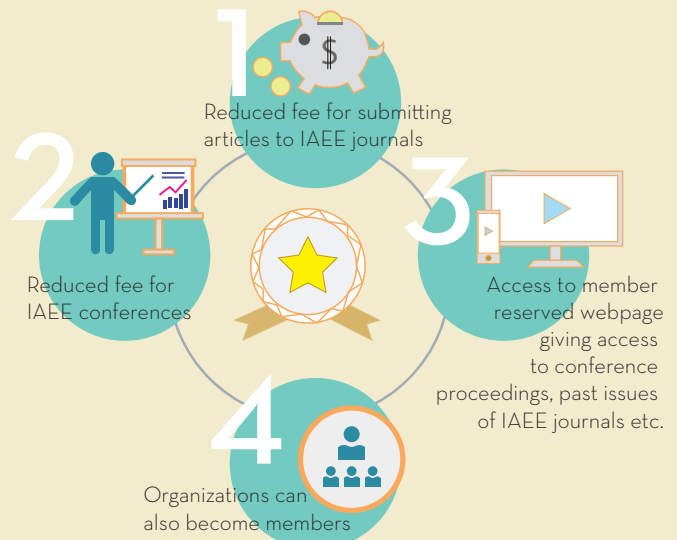 1
$
Reduced fee for submitting
articles to IAEE journals
2
Reduced fee for
IAEE conferences
3
Access to member
reserved webpage
giving access
to conference
proceedings, past issues
of IAEE journals etc.
4
Organizations can
also become members